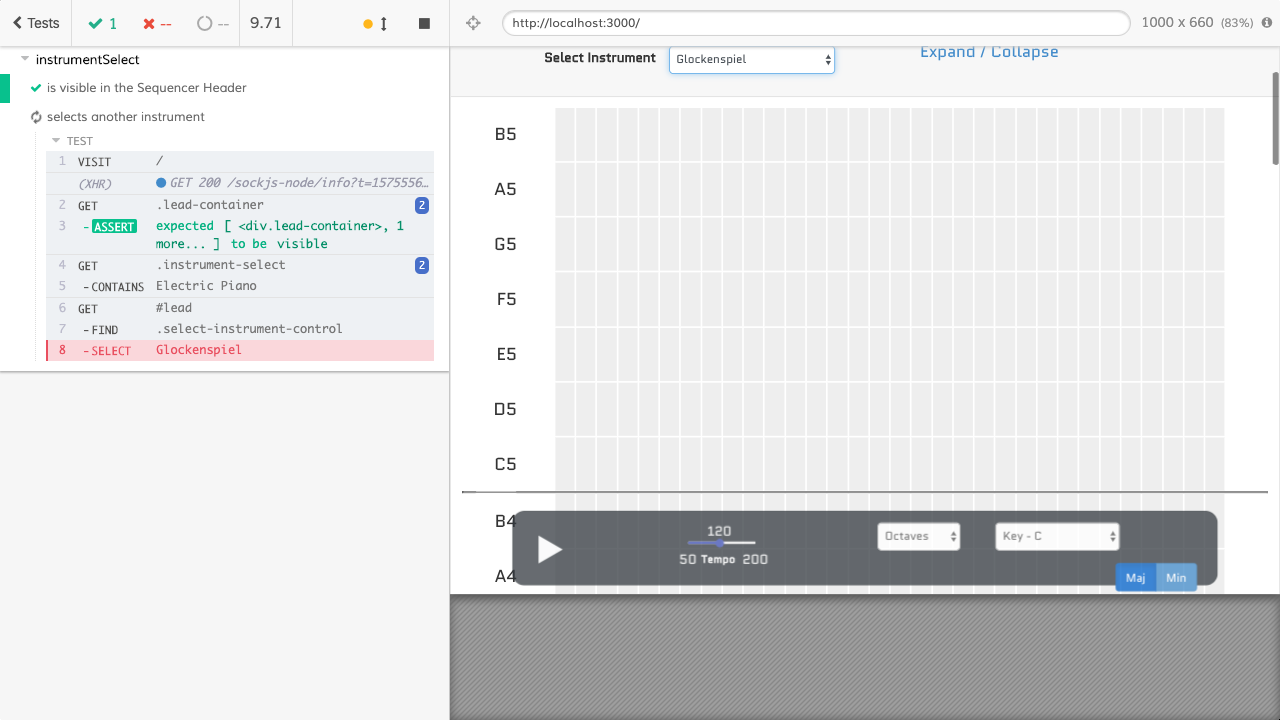 Tests
1
--
--
9.71
http://localhost:3000/
1000 x 660 (83%)
instrumentSelect
is visible in the Sequencer Header
selects another instrument
TEST
1 VISIT /
(XHR) GET 200 /sockjs-node/info?t=1575556…
2 GET .lead-container 2
3 -ASSERT expected [ <div.lead-container>, 1
more... ] to be visible
4 GET .instrument-select 2
5 -CONTAINS Electric Piano
6 GET #lead
7 -FIND .select-instrument-control
8 -SELECT Glockenspiel
Select Instrument Glockenspiel Expand / Collapse
B5
A5
G5
F5
E5
D5
C5
B4
A4
120
50 Tempo 200
Octaves
Key - C
Maj Min